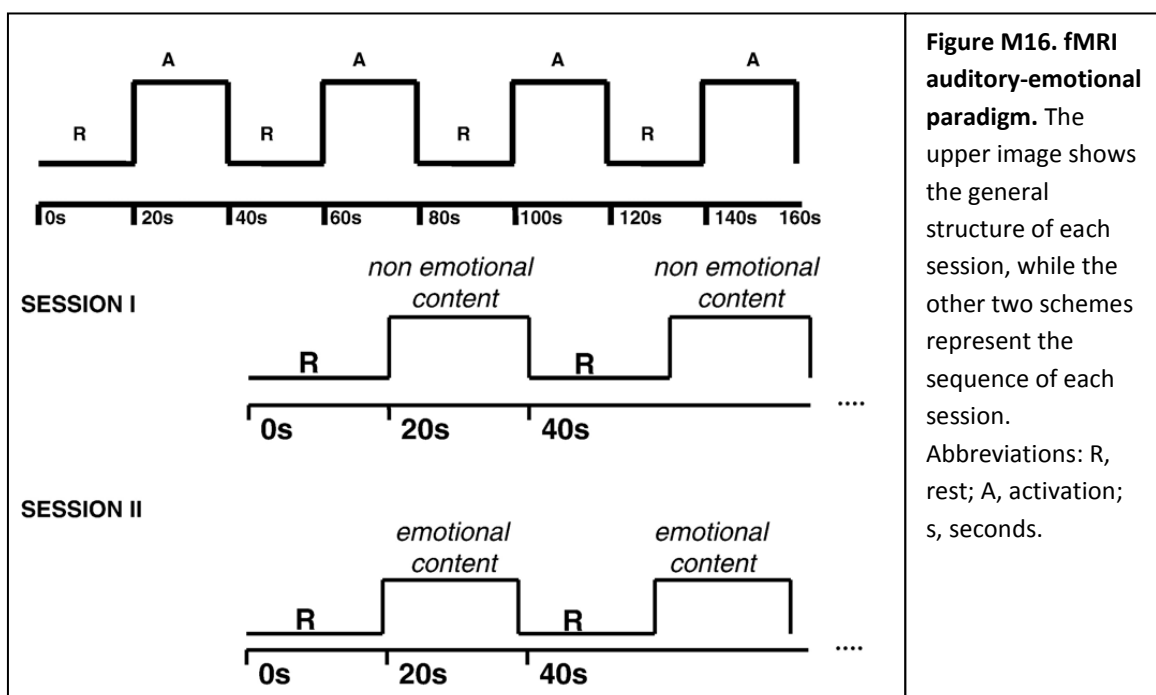 A A A A
R R R R
0s 20s 40s 60s 80s 100s 120s 140s 160s
non emotional content non emotional content
SESSION I
R R
0s 20s 40s ....
SESSION II
emotional content emotional content
R R
0s 20s 40s ....
Figure M16. fMRI
auditory-emotional
paradigm. The
upper image shows
the general
structure of each
session, while the
other two schemes
represent the
sequence of each
session.
Abbreviations: R,
rest; A, activation;
s, seconds.